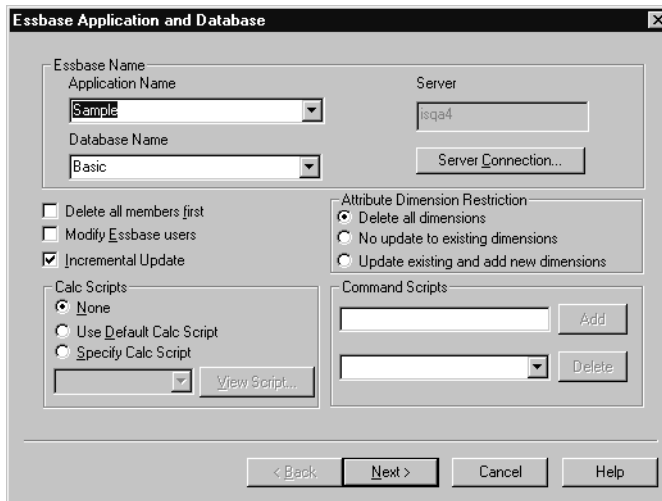 Essbase Application and Database
Essbase Name
Application Name
Server
Sample
isqa4
Database Name
Basic
Server Connection...
Delete all members first
Modify Essbase users
Incremental Update
Attribute Dimension Restriction
Delete all dimensions
No update to existing dimensions
Update existing and add new dimensions
Calc Scripts
None
Use Default Calc Script
Specify Calc Script
View Script...
Command Scripts
Add
Delete
< Back
Next >
Cancel
Help